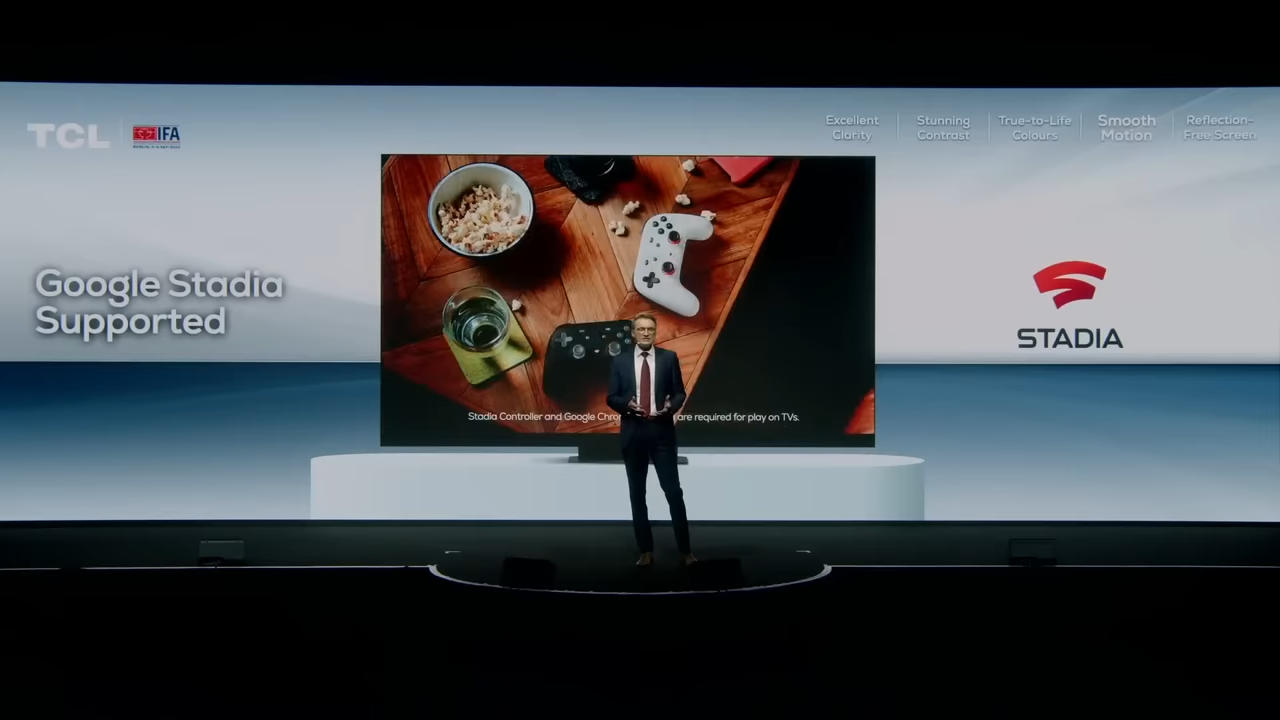 TCL
IFA
Excellent
Clarity
Stunning
Contrast
True-to-Life
Colours
Smooth
Motion
Reflection-
Free Screen
Google Stadia
Supported
STADIA
Stadia Controller and Google Chro
are required for play on TVs.